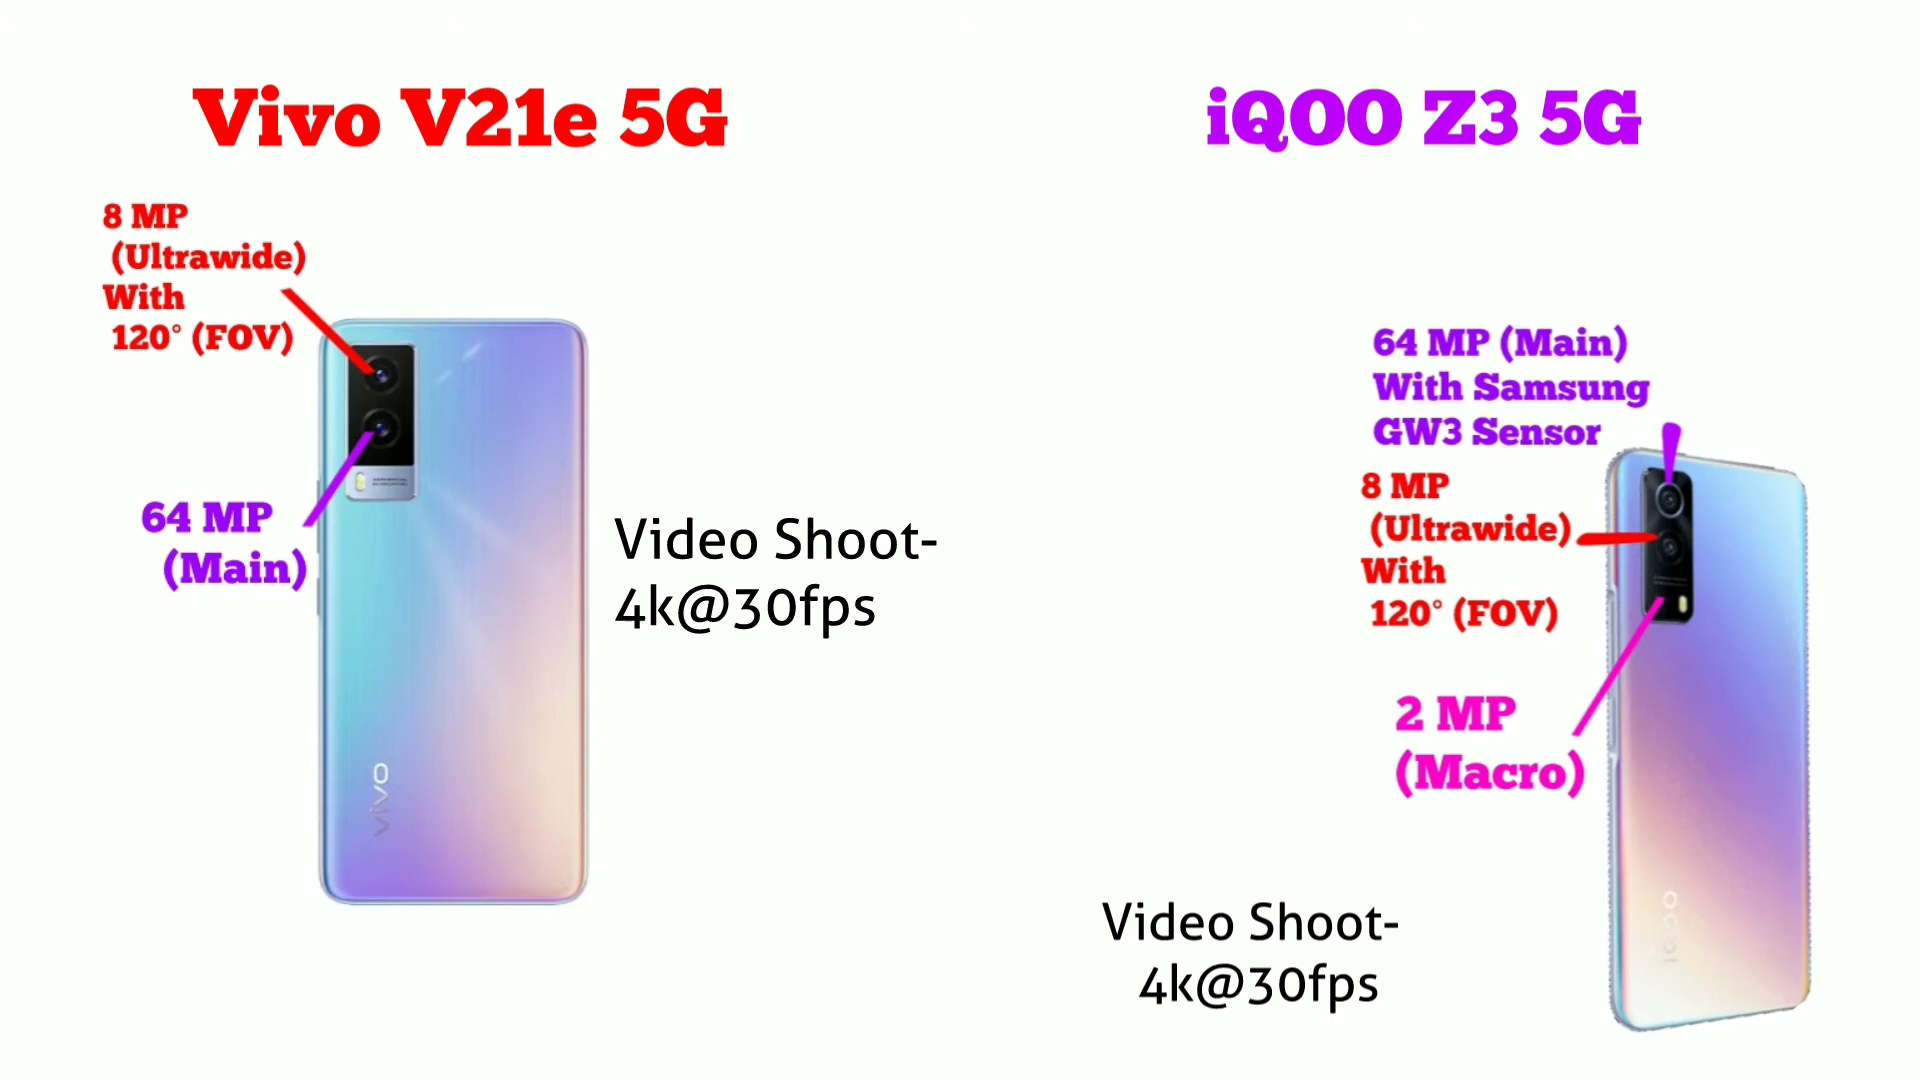 Vivo V21e 5G
8 MP
(Ultrawide)
With
120° (FOV)
64 MP
(Main)
vivo
Video Shoot-
4k@30fps
iQOO Z3 5G
64 MP (Main)
With Samsung
GW3 Sensor
8 MP
(Ultrawide)
With
120° (FOV)
2 MP
(Macro)
iQOO
Video Shoot-
4k@30fps